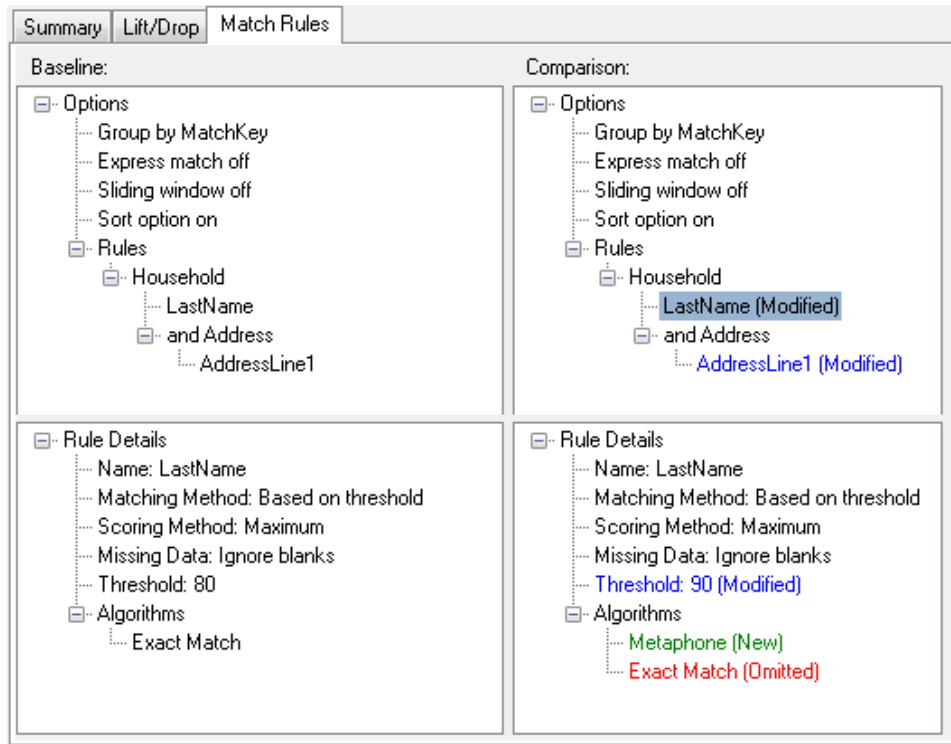 Summary Lift/Drop Match Rules
Baseline:
Options
Group by MatchKey
Express match off
Sliding window off
Sort option on
Rules
Household
LastName
and Address
AddressLine1
Rule Details
Name: LastName
Matching Method: Based on threshold
Scoring Method: Maximum
Missing Data: Ignore blanks
Threshold: 80
Algorithms
Exact Match
Comparison:
Options
Group by MatchKey
Express match off
Sliding window off
Sort option on
Rules
Household
LastName (Modified)
and Address
AddressLine1 (Modified)
Rule Details
Name: LastName
Matching Method: Based on threshold
Scoring Method: Maximum
Missing Data: Ignore blanks
Threshold: 90 (Modified)
Algorithms
Metaphone (New)
Exact Match (Omitted)